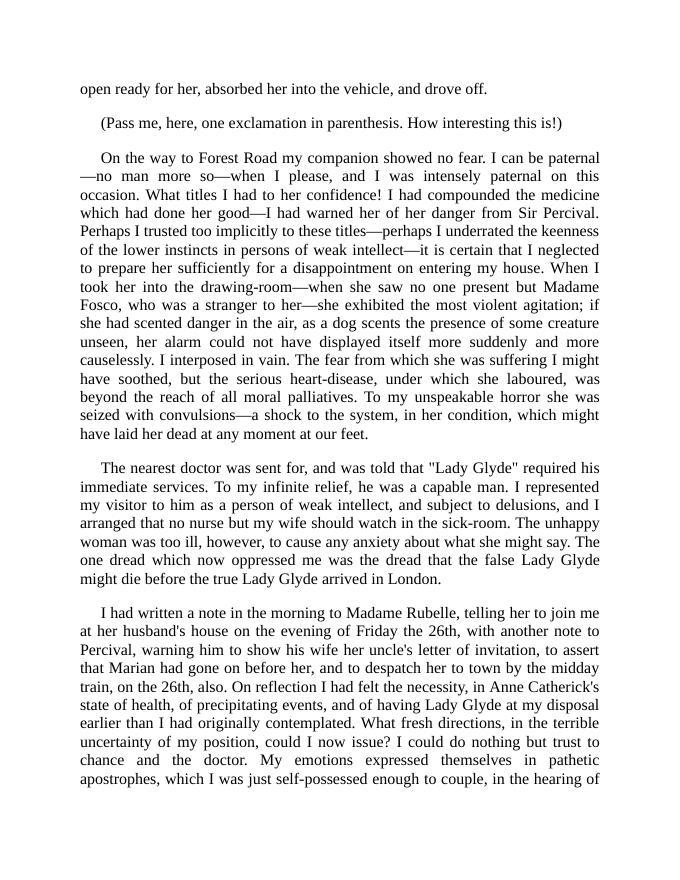 open ready for her, absorbed her into the vehicle, and drove off.
(Pass me, here, one exclamation in parenthesis. How interesting this is!)
On the way to Forest Road my companion showed no fear. I can be paternal
—no man more so—when I please, and I was intensely paternal on this
occasion. What titles I had to her confidence! I had compounded the medicine
which had done her good—I had warned her of her danger from Sir Percival.
Perhaps I trusted too implicitly to these titles—perhaps I underrated the keenness
of the lower instincts in persons of weak intellect—it is certain that I neglected
to prepare her sufficiently for a disappointment on entering my house. When I
took her into the drawing-room—when she saw no one present but Madame
Fosco, who was a stranger to her—she exhibited the most violent agitation; if
she had scented danger in the air, as a dog scents the presence of some creature
unseen, her alarm could not have displayed itself more suddenly and more
causelessly. I interposed in vain. The fear from which she was suffering I might
have soothed, but the serious heart-disease, under which she laboured, was
beyond the reach of all moral palliatives. To my unspeakable horror she was
seized with convulsions—a shock to the system, in her condition, which might
have laid her dead at any moment at our feet.
The nearest doctor was sent for, and was told that "Lady Glyde" required his
immediate services. To my infinite relief, he was a capable man. I represented
my visitor to him as a person of weak intellect, and subject to delusions, and I
arranged that no nurse but my wife should watch in the sick-room. The unhappy
woman was too ill, however, to cause any anxiety about what she might say. The
one dread which now oppressed me was the dread that the false Lady Glyde
might die before the true Lady Glyde arrived in London.
I had written a note in the morning to Madame Rubelle, telling her to join me
at her husband's house on the evening of Friday the 26th, with another note to
Percival, warning him to show his wife her uncle's letter of invitation, to assert
that Marian had gone on before her, and to despatch her to town by the midday
train, on the 26th, also. On reflection I had felt the necessity, in Anne Catherick's
state of health, of precipitating events, and of having Lady Glyde at my disposal
earlier than I had originally contemplated. What fresh directions, in the terrible
uncertainty of my position, could I now issue? I could do nothing but trust to
chance and the doctor. My emotions expressed themselves in pathetic
apostrophes, which I was just self-possessed enough to couple, in the hearing of